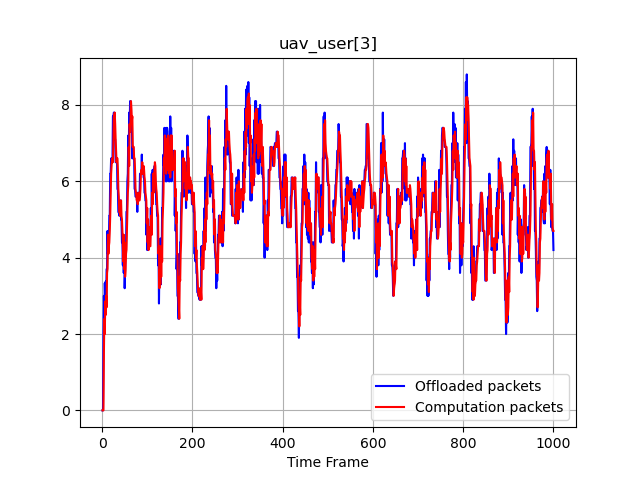 uav_user[3]
8
6
4
2
0
Offloaded packets
Computation packets
0 200 400 600 800 1000
Time Frame